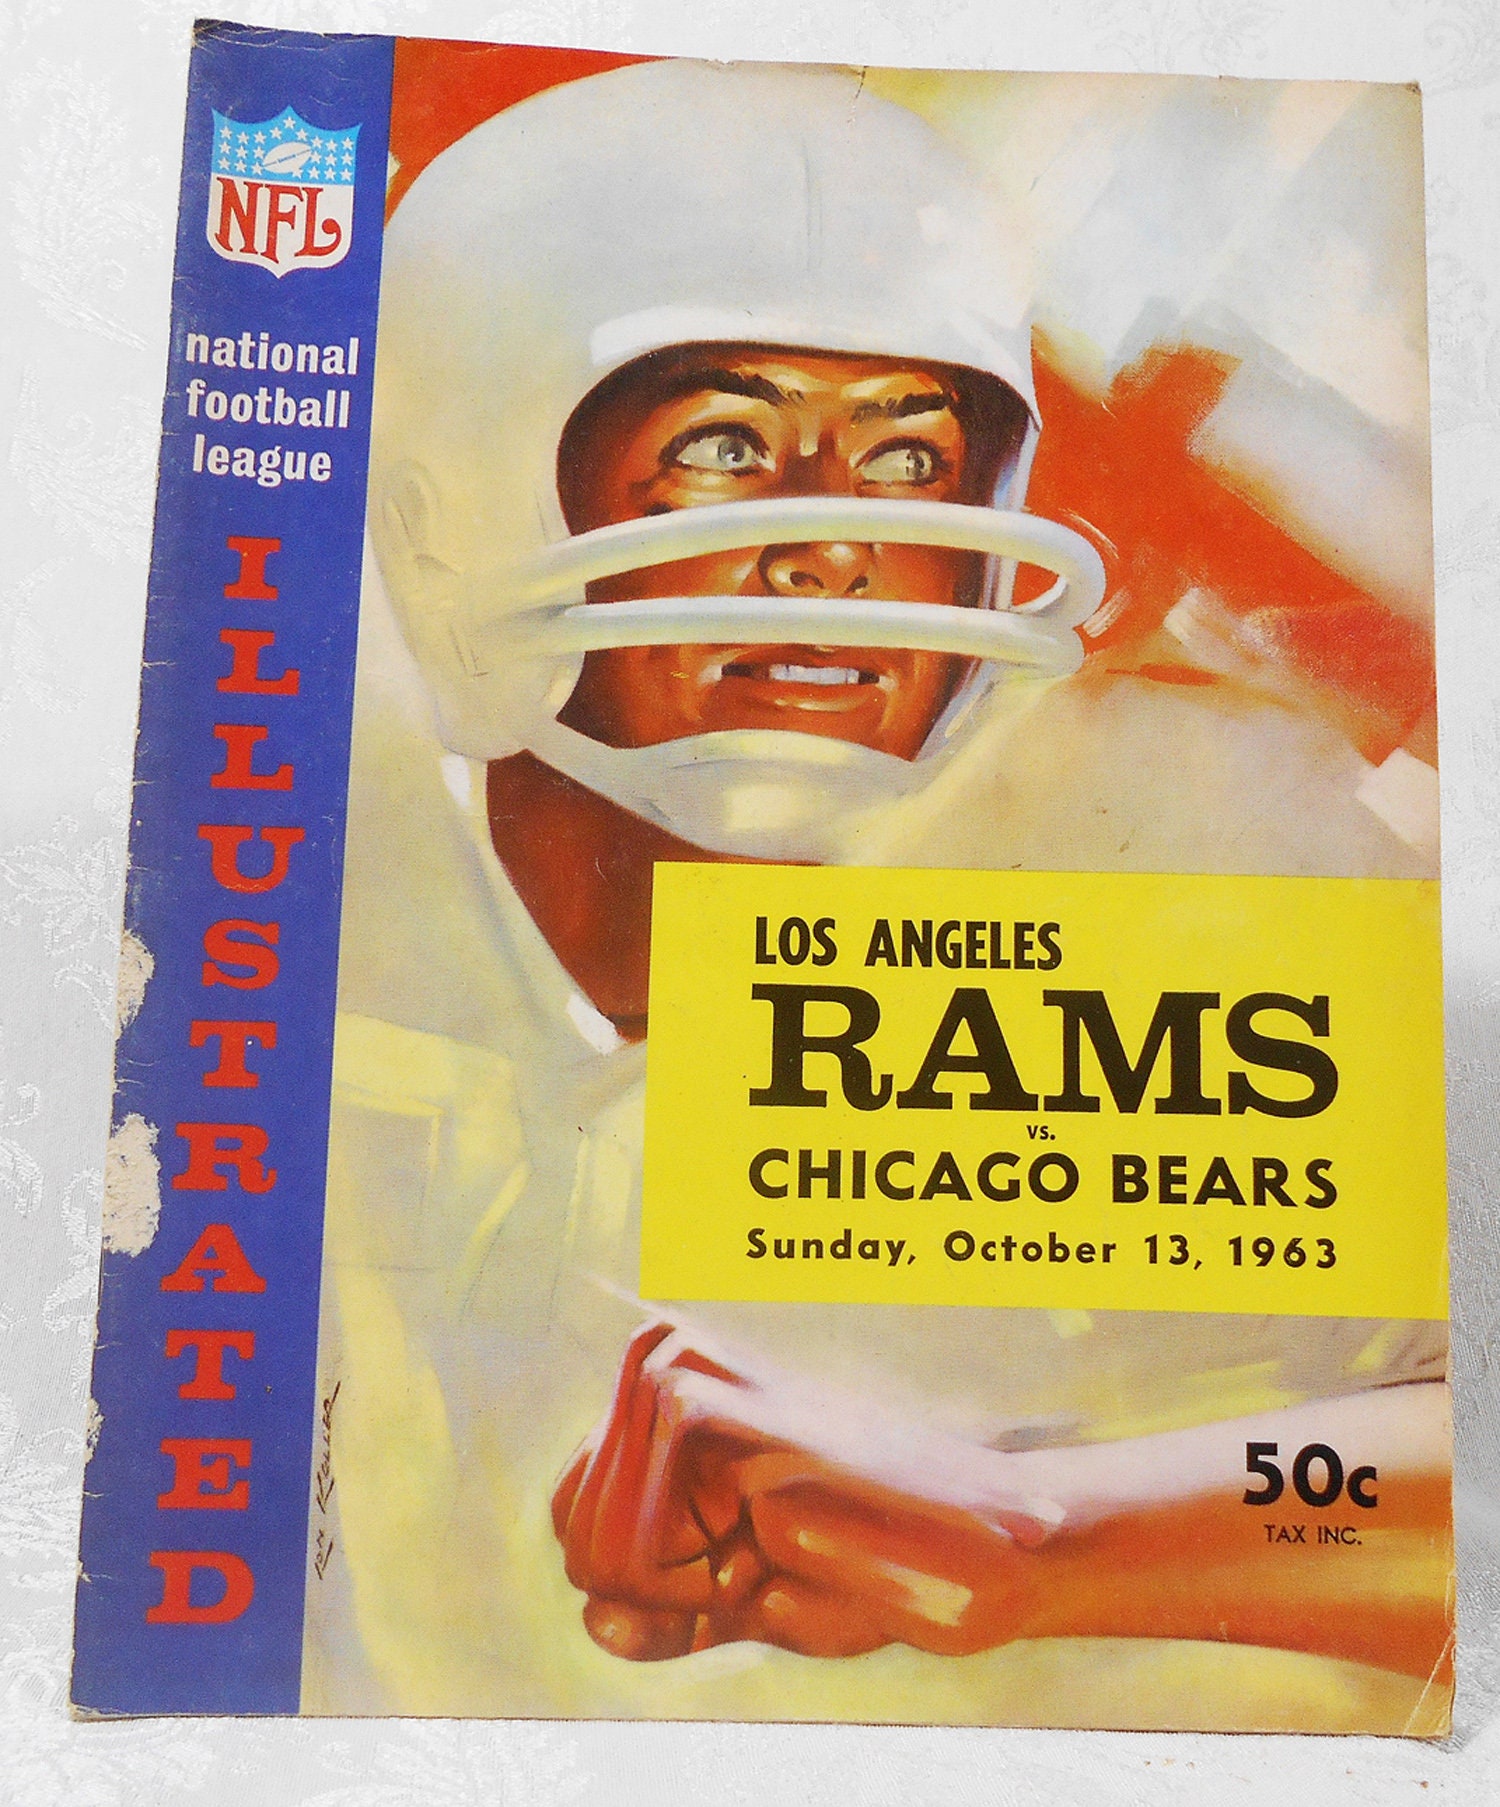 NFL
national
football
league
ILLUSTRATED
LOS ANGELES
RAMS
vs.
CHICAGO BEARS
Sunday, October 13, 1963
50c
TAX INC.